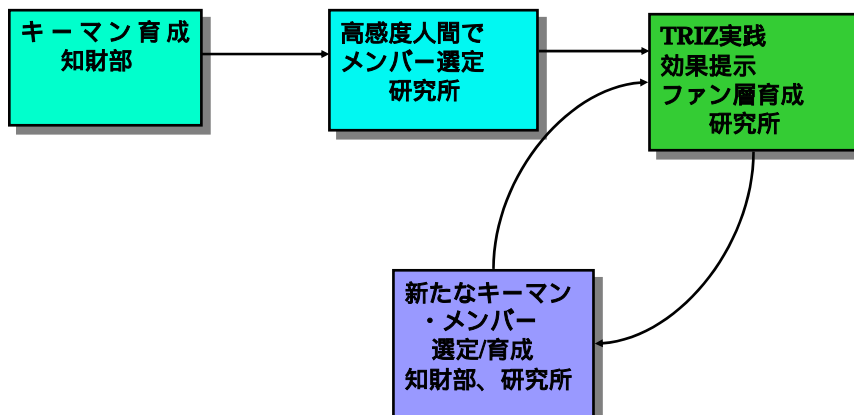 キーマン育成
知財部
高感度人間で
メンバー選定
研究所
TRIZ実践
効果提示
ファン層育成
研究所
新たなキーマン
・メンバー
選定/育成
知財部、研究所